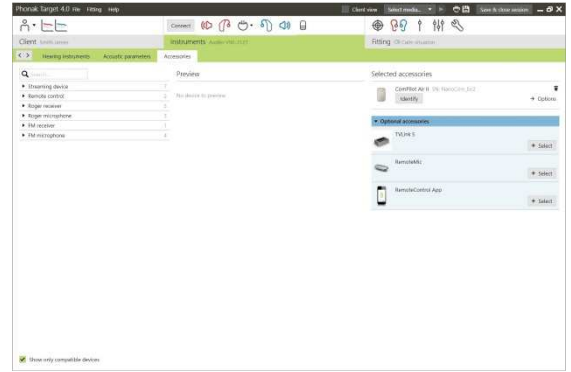 Phonak Target 4.0 File Fitting Help
Client view Select media... Save & close session
Connect
Client Instruments Fitting
Hearing instruments Acoustic parameters Accessories
Search
Streaming device
Remote control
Roger receiver
Roger microphone
FM receiver
FM microphone
Preview
No device to preview
Selected accessories
ComPilot Air II
Identify
Options
Optional accessories
TVLink S
Select
RemoteMic
Select
RemoteControl App
Select
Show only compatible devices